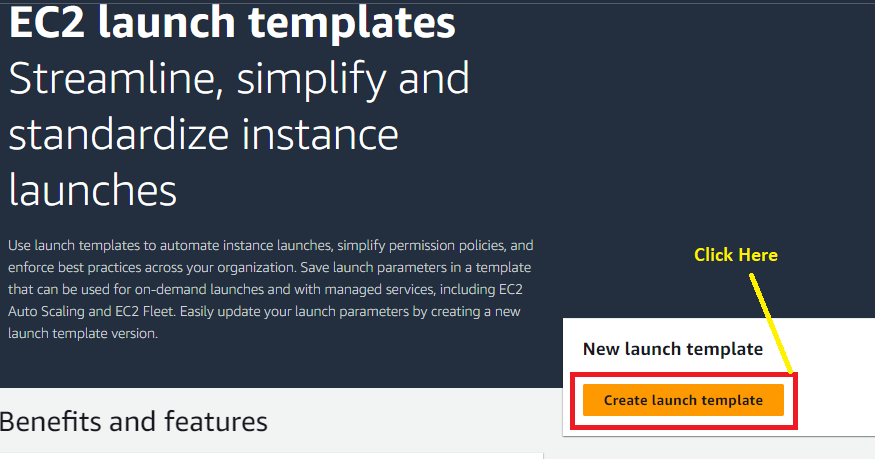 EC2 launch templates
Streamline, simplify and
standardize instance
launches
Use launch templates to automate instance launches, simplify permission policies, and
enforce best practices across your organization. Save launch parameters in a template
that can be used for on-demand launches and with managed services, including EC2
Auto Scaling and EC2 Fleet. Easily update your launch parameters by creating a new
launch template version.
Click Here
New launch template
Create launch template
Benefits and features